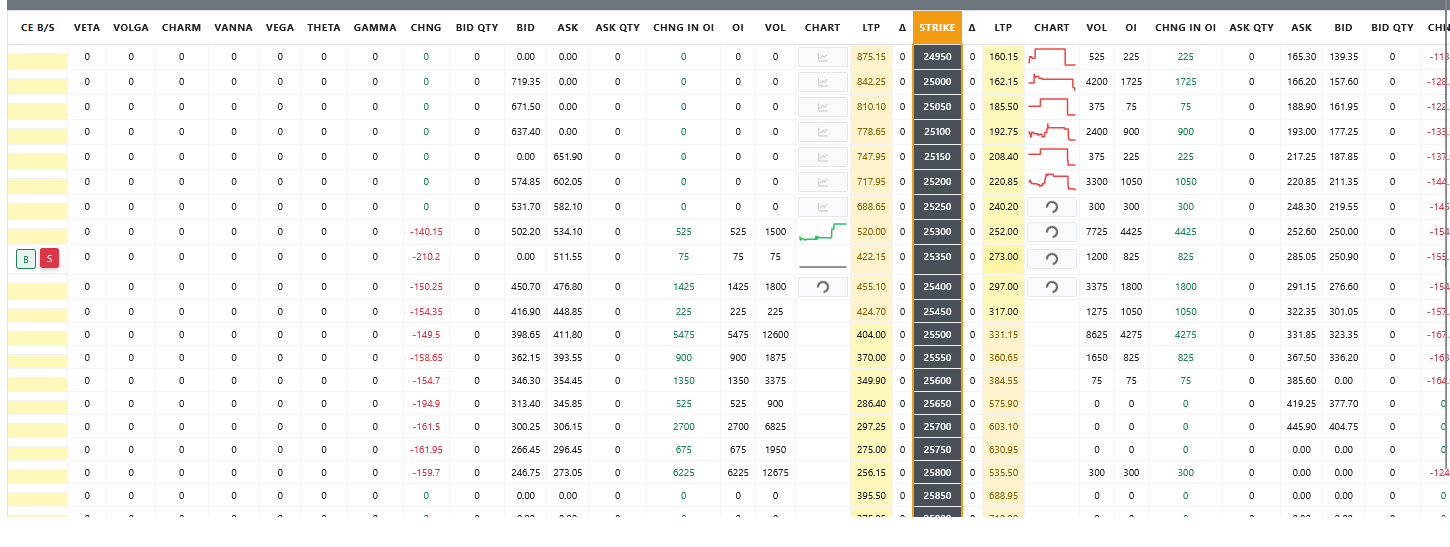 CE B/S VETA VOLGA CHARM VANNA VEGA THETA GAMMA CHNG BID QTY BID ASK ASK QTY CHNG IN OI OI VOL CHART LTP Δ STRIKE Δ LTP CHART VOL OI CHNG IN OI ASK QTY ASK BID BID QTY
0 0 0 0 0 0 0 0 0 0.00 0.00 0 0 0 0 875.15 0 24950 0 160.15 525 225 225 0 165.30 139.35 0
0 0 0 0 0 0 0 0 0 719.35 0.00 0 0 0 0 842.25 0 25000 0 162.15 4200 1725 1725 0 166.20 157.60 0
0 0 0 0 0 0 0 0 0 671.50 0.00 0 0 0 0 810.10 0 25050 0 185.50 375 75 75 0 188.90 161.95 0
0 0 0 0 0 0 0 0 0 637.40 0.00 0 0 0 0 778.65 0 25100 0 192.75 2400 900 900 0 193.00 177.25 0
0 0 0 0 0 0 0 0 0 0.00 651.90 0 0 0 0 747.95 0 25150 0 208.40 375 225 225 0 217.25 187.85 0
0 0 0 0 0 0 0 0 0 574.85 602.05 0 0 0 0 717.95 0 25200 0 220.85 3300 1050 1050 0 220.85 211.35 0
0 0 0 0 0 0 0 0 0 531.70 582.10 0 0 0 0 688.65 0 25250 0 240.20 300 300 300 0 248.30 219.55 0
0 0 0 0 0 0 0 -140.15 0 502.20 534.10 0 525 525 1500 520.00 0 25300 0 252.00 7725 4425 4425 0 252.60 250.00 0
B S 0 0 0 0 0 0 0 -210.2 0 0.00 511.55 0 75 75 75 422.15 0 25350 0 273.00 1200 825 825 0 285.05 250.90 0
0 0 0 0 0 0 0 -150.25 0 450.70 476.80 0 1425 1425 1800 455.10 0 25400 0 297.00 3375 1800 1800 0 291.15 276.60 0
0 0 0 0 0 0 0 -154.35 0 416.90 448.85 0 225 225 225 424.70 0 25450 0 317.00 1275 1050 1050 0 322.35 301.05 0
0 0 0 0 0 0 0 -149.5 0 398.65 411.80 0 5475 5475 12600 404.00 0 25500 0 331.15 8625 4275 4275 0 331.85 323.35 0
0 0 0 0 0 0 0 -158.65 0 362.15 393.55 0 900 900 1875 370.00 0 25550 0 360.65 1650 825 825 0 367.50 336.20 0
0 0 0 0 0 0 0 -154.7 0 346.30 354.45 0 1350 1350 3375 349.90 0 25600 0 384.55 75 75 75 0 385.60 0.00 0
0 0 0 0 0 0 0 -194.9 0 313.40 345.85 0 525 525 900 286.40 0 25650 0 575.90 0 0 0 0 419.25 377.70 0 0
0 0 0 0 0 0 0 -161.5 0 300.25 306.15 0 2700 2700 6825 297.25 0 25700 0 603.10 0 0 0 0 445.90 404.75 0 0
0 0 0 0 0 0 0 -161.95 0 266.45 296.45 0 675 675 1950 275.00 0 25750 0 630.95 0 0 0 0 0.00 0.00 0 0
0 0 0 0 0 0 0 -159.7 0 246.75 273.05 0 6225 6225 12675 256.15 0 25800 0 535.50 300 300 300 0 0.00 0.00 0
0 0 0 0 0 0 0 0 0 0.00 0.00 0 0 0 0 395.50 0 25850 0 688.95 0 0 0 0 0.00 0.00 0 0